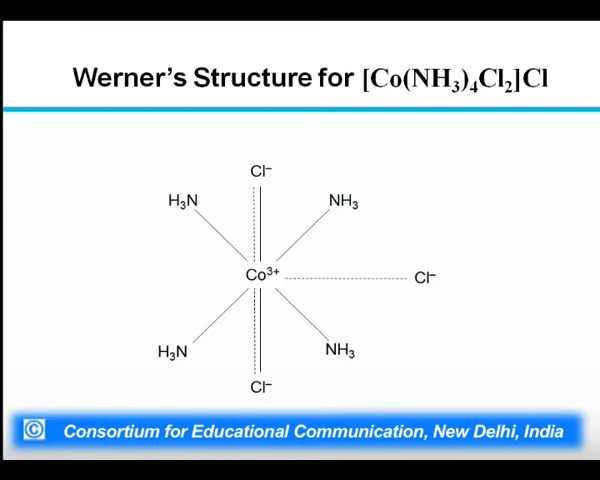 Werner's Structure for [Co(NH₃)₄Cl₂]Cl
Cl⁻
H₃N NH₃
Co³⁺ Cl⁻
H₃N NH₃
Cl⁻
© Consortium for Educational Communication, New Delhi, India